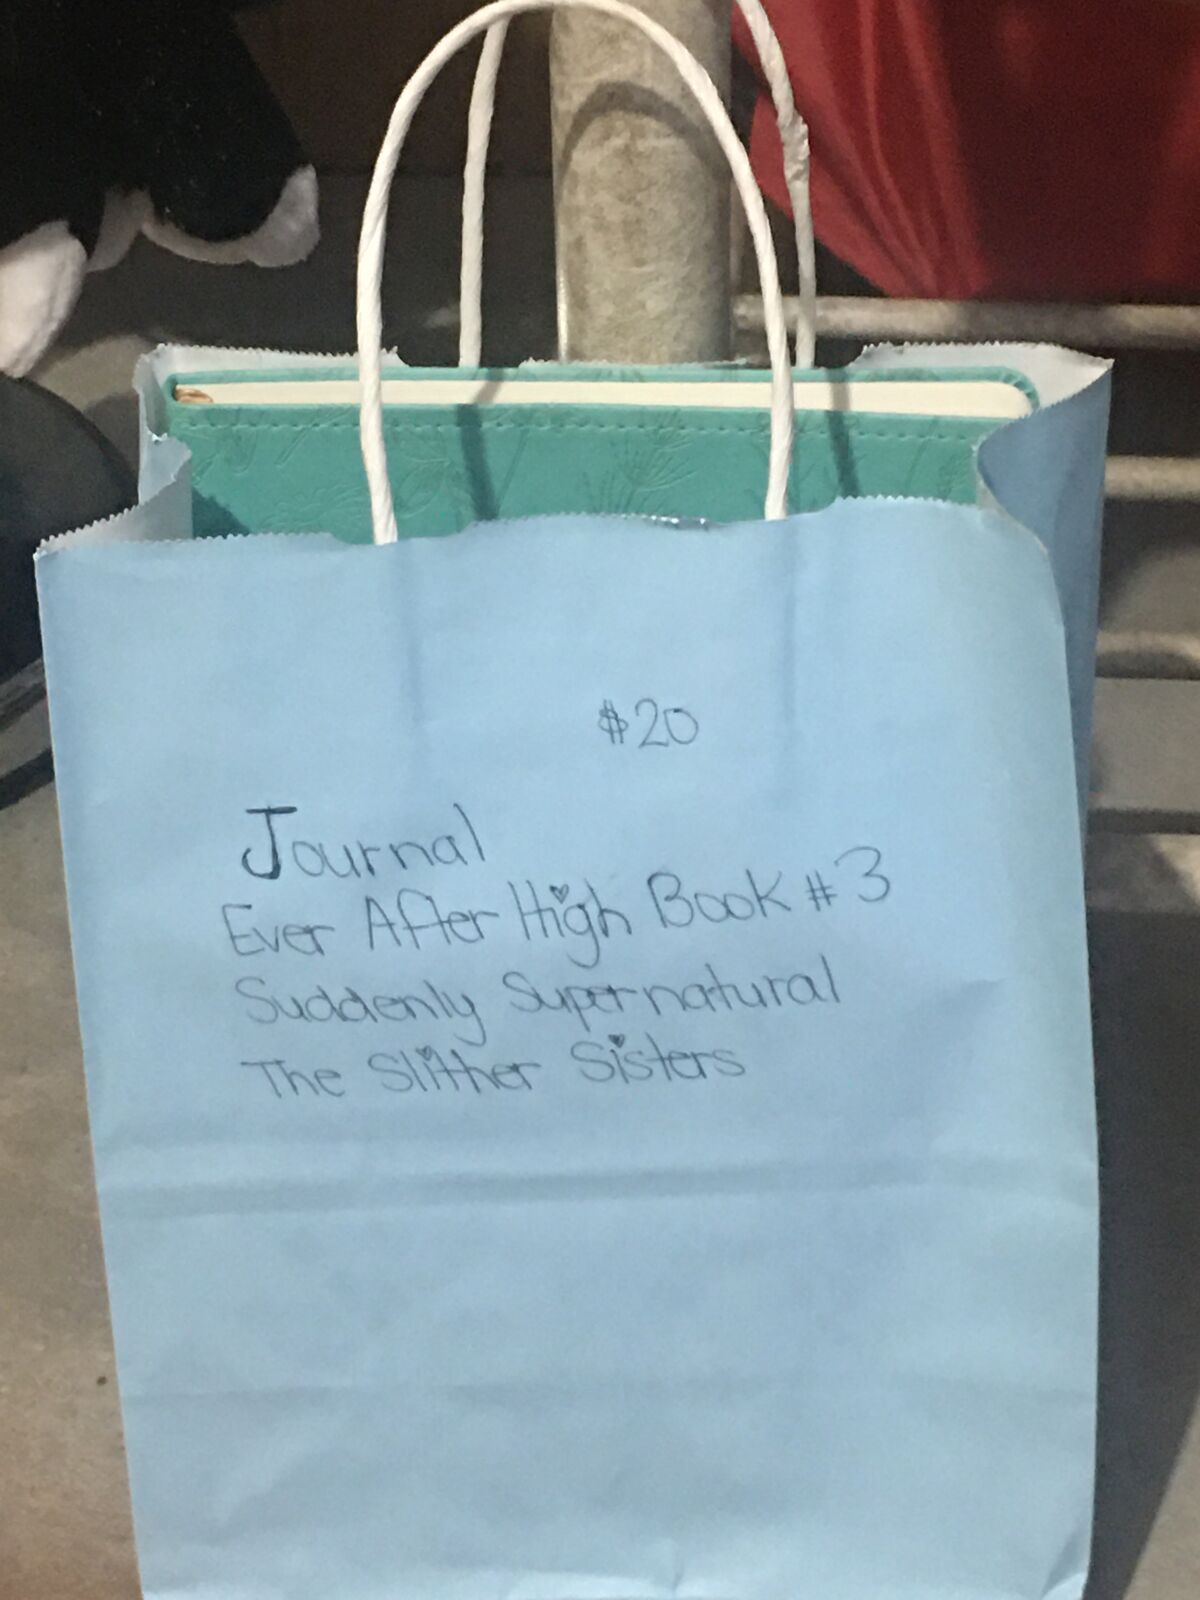 $20
Journal
Ever After High Book #3
Suddenly Supernatural
The Slither Sisters